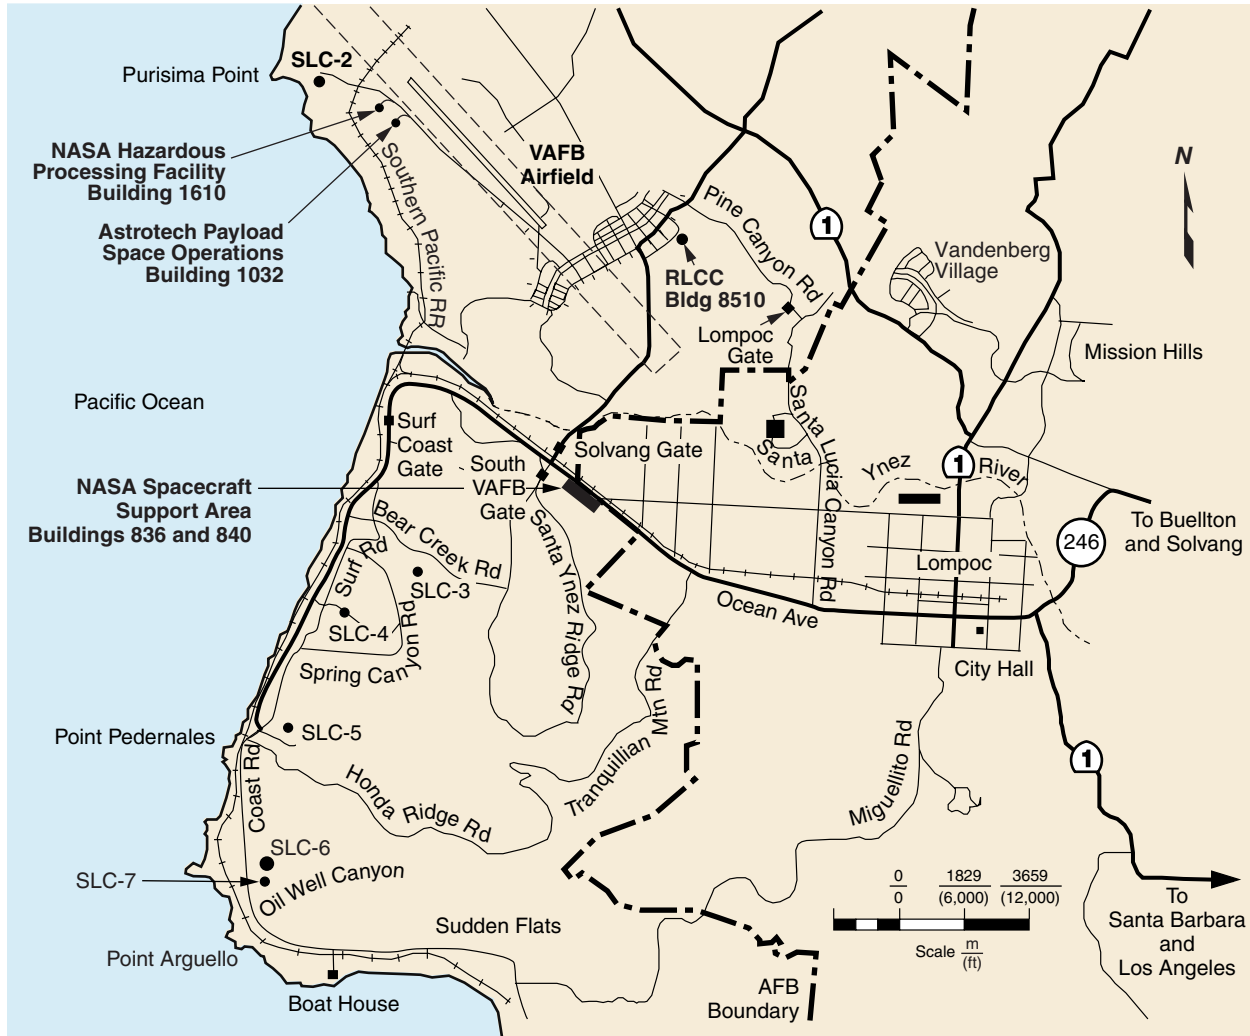 Purisima Point
SLC-2
NASA Hazardous
Processing Facility
Building 1610
Astrotech Payload
Space Operations
Building 1032
Southern Pacific RR
VAFB
Airfield
RLCC
Bldg 8510
Pine Canyon Rd
Lompoc
Gate
1
Vandenberg
Village
N
Mission Hills
Pacific Ocean
Surf
Coast
Gate
Solvang Gate
South
VAFB
Gate
Santa Lucia Canyon Rd
Santa
Ynez
River
1
NASA Spacecraft
Support Area
Buildings 836 and 840
Bear Creek Rd
Surf Rd
SLC-3
SLC-4
Spring Canyon Rd
Santa Ynez Ridge Rd
Ocean Ave
Lompoc
246
To Buellton
and Solvang
City Hall
Point Pedernales
SLC-5
Coast Rd
Honda Ridge Rd
Tranquillian Mtn Rd
Miguellito Rd
1
SLC-6
SLC-7
Oil Well Canyon
Sudden Flats
Point Arguello
Boat House
AFB
Boundary
0 1829 3659
0 (6,000) (12,000)
Scale m
(ft)
To
Santa Barbara
and
Los Angeles